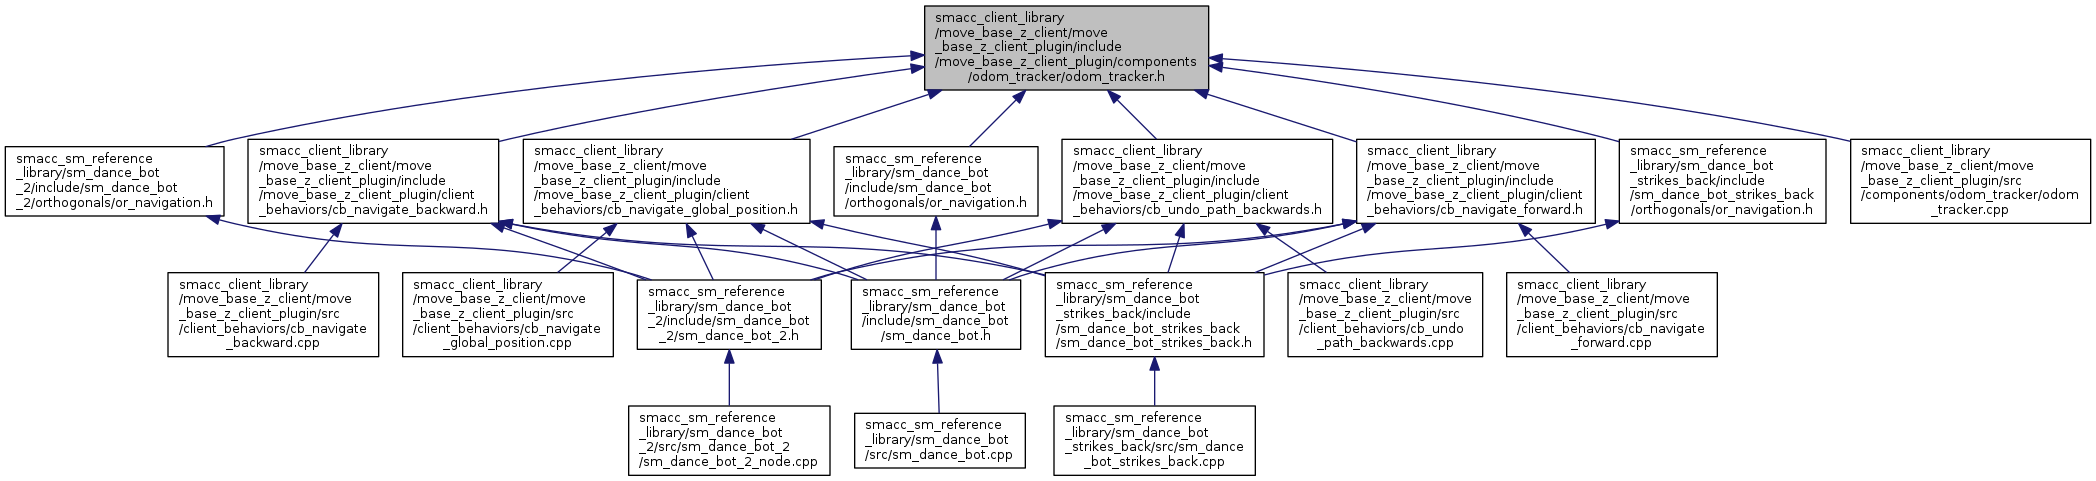 smacc_client_library
/move_base_z_client/move
_base_z_client_plugin/include
/move_base_z_client_plugin/components
/odom_tracker/odom_tracker.h
smacc_sm_reference
_library/sm_dance_bot
_2/include/sm_dance_bot
_2/orthogonals/or_navigation.h
smacc_client_library
/move_base_z_client/move
_base_z_client_plugin/include
/move_base_z_client_plugin/client
_behaviors/cb_navigate_backward.h
smacc_client_library
/move_base_z_client/move
_base_z_client_plugin/include
/move_base_z_client_plugin/client
_behaviors/cb_navigate_global_position.h
smacc_sm_reference
_library/sm_dance_bot
/include/sm_dance_bot
/orthogonals/or_navigation.h
smacc_client_library
/move_base_z_client/move
_base_z_client_plugin/include
/move_base_z_client_plugin/client
_behaviors/cb_undo_path_backwards.h
smacc_client_library
/move_base_z_client/move
_base_z_client_plugin/include
/move_base_z_client_plugin/client
_behaviors/cb_navigate_forward.h
smacc_sm_reference
_library/sm_dance_bot
_strikes_back/include
/sm_dance_bot_strikes_back
/orthogonals/or_navigation.h
smacc_client_library
/move_base_z_client/move
_base_z_client_plugin/src
/components/odom_tracker/odom
_tracker.cpp
smacc_client_library
/move_base_z_client/move
_base_z_client_plugin/src
/client_behaviors/cb_navigate
_backward.cpp
smacc_client_library
/move_base_z_client/move
_base_z_client_plugin/src
/client_behaviors/cb_navigate
_global_position.cpp
smacc_sm_reference
_library/sm_dance_bot
_2/include/sm_dance_bot
_2/sm_dance_bot_2.h
smacc_sm_reference
_library/sm_dance_bot
/include/sm_dance_bot
/sm_dance_bot.h
smacc_sm_reference
_library/sm_dance_bot
_strikes_back/include
/sm_dance_bot_strikes_back
/sm_dance_bot_strikes_back.h
smacc_client_library
/move_base_z_client/move
_base_z_client_plugin/src
/client_behaviors/cb_undo
_path_backwards.cpp
smacc_client_library
/move_base_z_client/move
_base_z_client_plugin/src
/client_behaviors/cb_navigate
_forward.cpp
smacc_sm_reference
_library/sm_dance_bot
_2/src/sm_dance_bot_2
/sm_dance_bot_2_node.cpp
smacc_sm_reference
_library/sm_dance_bot
/src/sm_dance_bot.cpp
smacc_sm_reference
_library/sm_dance_bot
_strikes_back/src/sm_dance
_bot_strikes_back.cpp